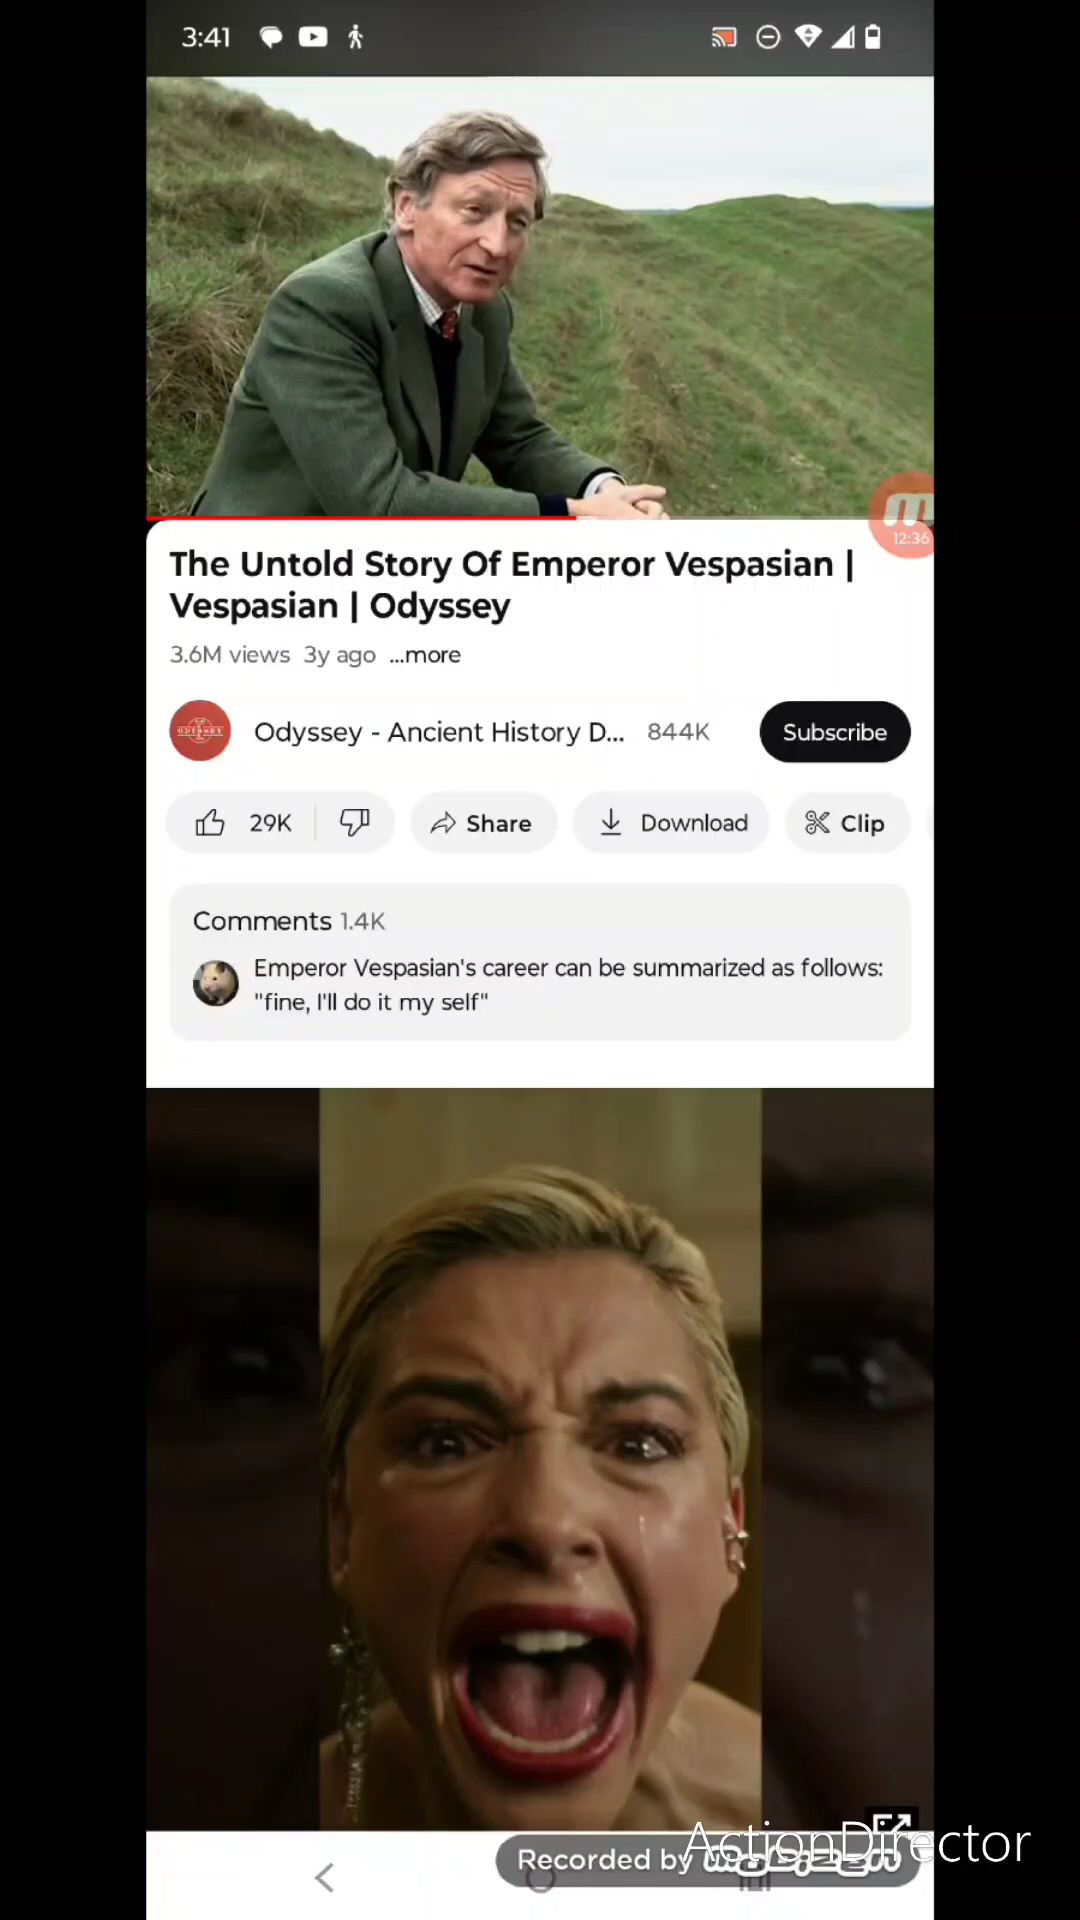 3:41
12:36
The Untold Story Of Emperor Vespasian |
Vespasian | Odyssey
3.6M views 3y ago ...more
ODYSSEY
Odyssey - Ancient History D... 844K
Subscribe
29K
Share
Download
Clip
Comments 1.4K
Emperor Vespasian's career can be summarized as follows:
"fine, I'll do it my self"
ActionDirector
Recorded by mobizen